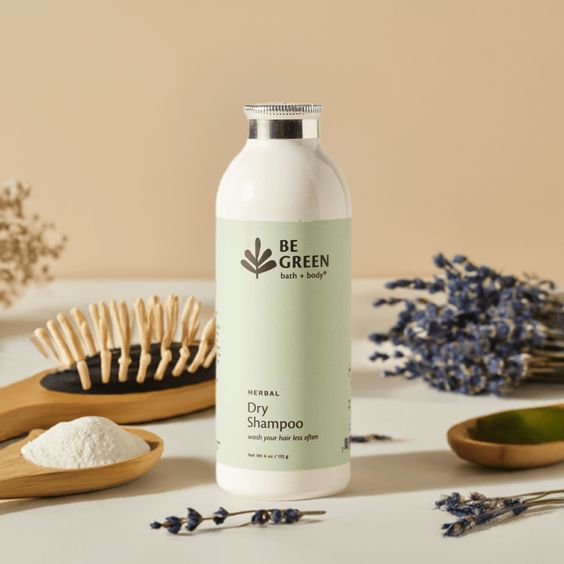 BE
GREEN
bath + body®
HERBAL
Dry
Shampoo
wash your hair less often
Net Wt 4 oz / 113 g